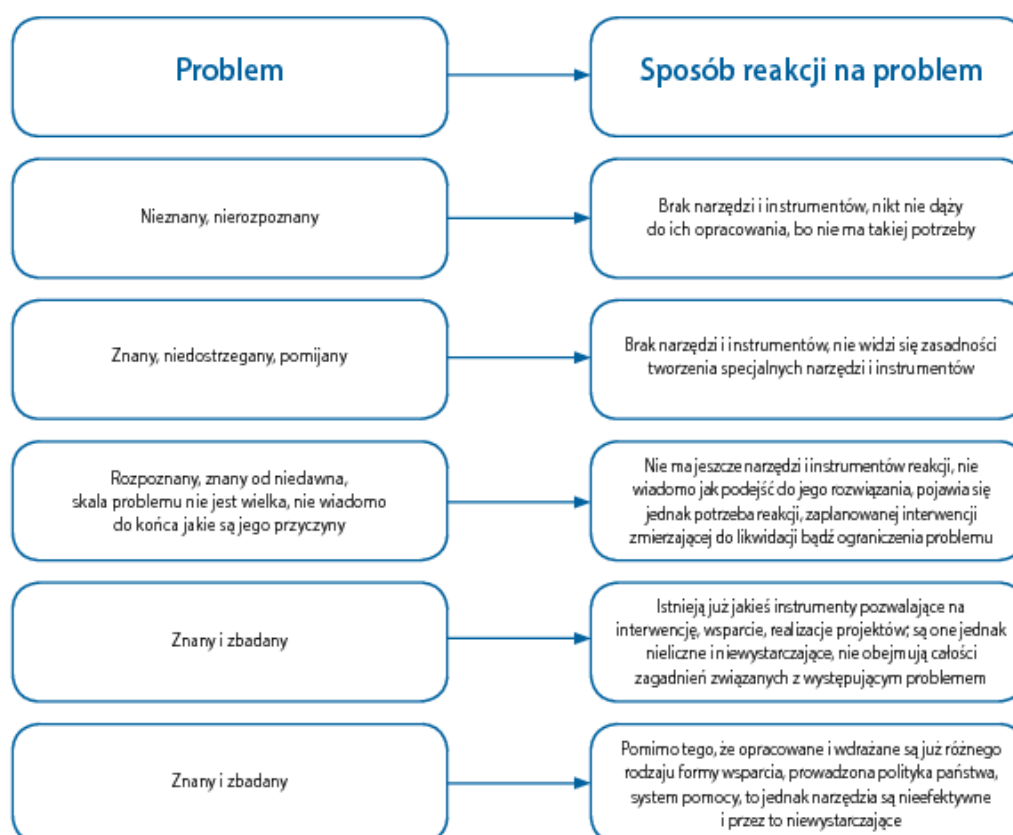 Problem
Sposób reakcji na problem
Nieznany, nierozpoznany
Brak narzędzi i instrumentów, nikt nie dąży
do ich opracowania, bo nie ma takiej potrzeby
Znany, niedostrzegany, pomijany
Brak narzędzi i instrumentów, nie widzi się zasadności
tworzenia specjalnych narzędzi i instrumentów
Rozpoznany, znany od niedawna,
skala problemu nie jest wielka, nie wiadomo
do końca jakie są jego przyczyny
Nie ma jeszcze narzędzi i instrumentów reakcji, nie
wiadomo jak podejść do jego rozwiązania, pojawia się
jednak potrzeba reakcji, zaplanowanej interwencji
zmierzającej do likwidacji bądź ograniczenia problemu
Znany i zbadany
Istnieją już jakieś instrumenty pozwalające na
interwencję, wsparcie, realizacje projektów; są one jednak
nieliczne i niewystarczające, nie obejmują całości
zagadnień związanych z występującym problemem
Znany i zbadany
Pomimo tego, że opracowane i wdrażane są już różnego
rodzaju formy wsparcia, prowadzona polityka państwa,
system pomocy, to jednak narzędzia są nieefektywne
i przez to niewystarczające